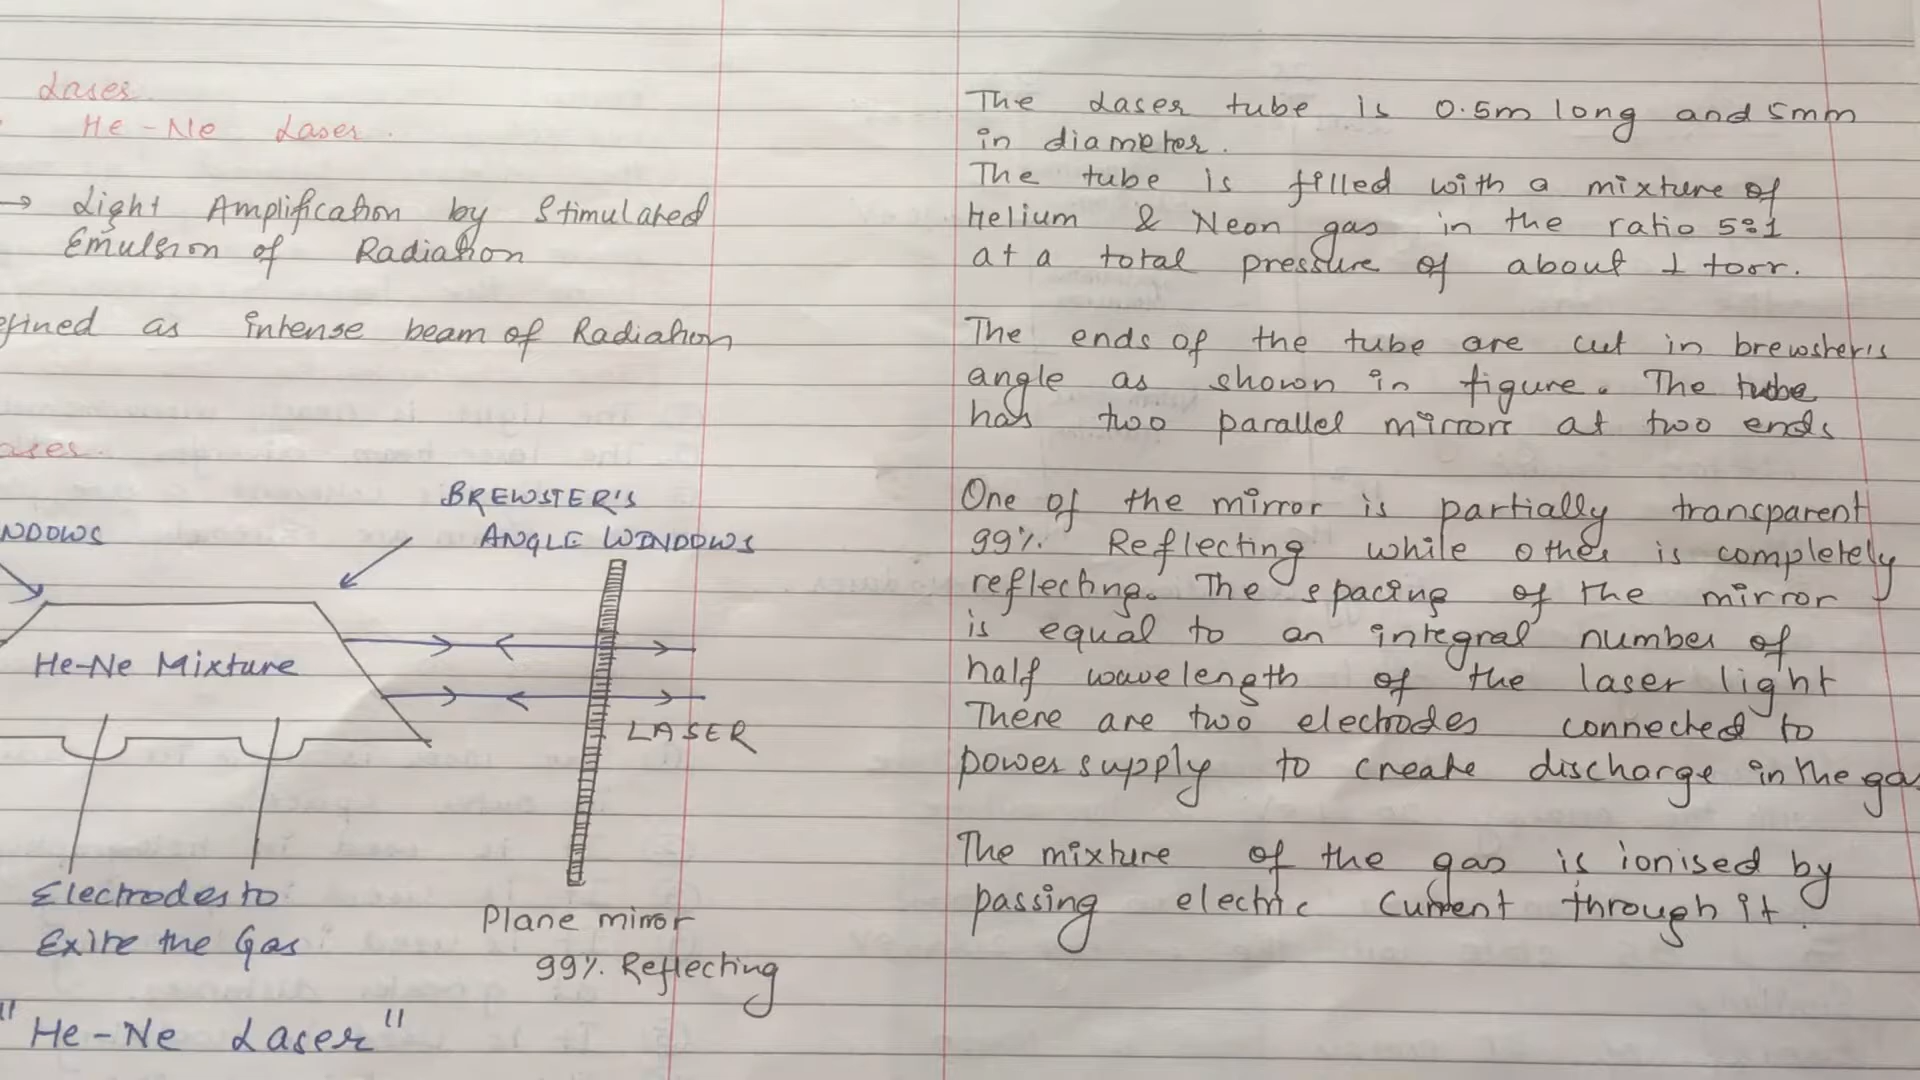 Laser
He-Ne Laser.
→ Light Amplification by Stimulated
Emulsion of Radiation
efined as intense beam of Radiation
ases.
NDOWS
BREWSTER'S
ANGLE WINDOWS
He-Ne Mixture
LASER
Electrodes to
Exite the Gas
Plane mirror
99%. Reflecting
"He-Ne Laser"
The Laser tube is 0.5m long and 5mm
in diameter.
The tube is filled with a mixture of
Helium & Neon gas in the ratio 5:1
at a total pressure of about 1 torr.
The ends of the tube are cut in brewster's
angle as shown in figure. The tube
has two parallel mirrors at two ends
One of the mirror is partially transparent
99%. Reflecting while other is completely
reflecting. The spacing of the mirror
is equal to an integral number of
half wavelength of the laser light
There are two electrodes connected to
power supply to create discharge in the gas
The mixture of the gas is ionised by
passing electric current through it.